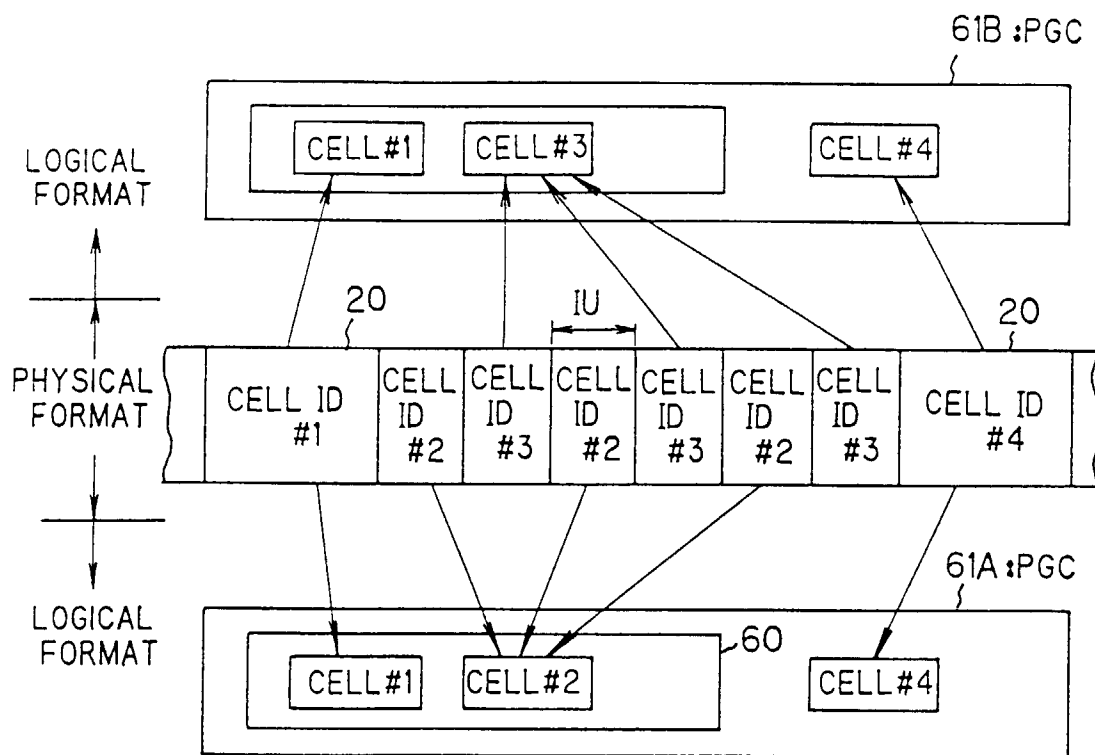 61B :PGC
CELL#1
CELL#3
CELL#4
LOGICAL
FORMAT
20
IU
20
PHYSICAL
FORMAT
CELL ID
#1
CELL
ID
#2
CELL
ID
#3
CELL
ID
#2
CELL
ID
#3
CELL
ID
#2
CELL
ID
#3
CELL ID
#4
61A :PGC
LOGICAL
FORMAT
60
CELL#1
CELL#2
CELL#4